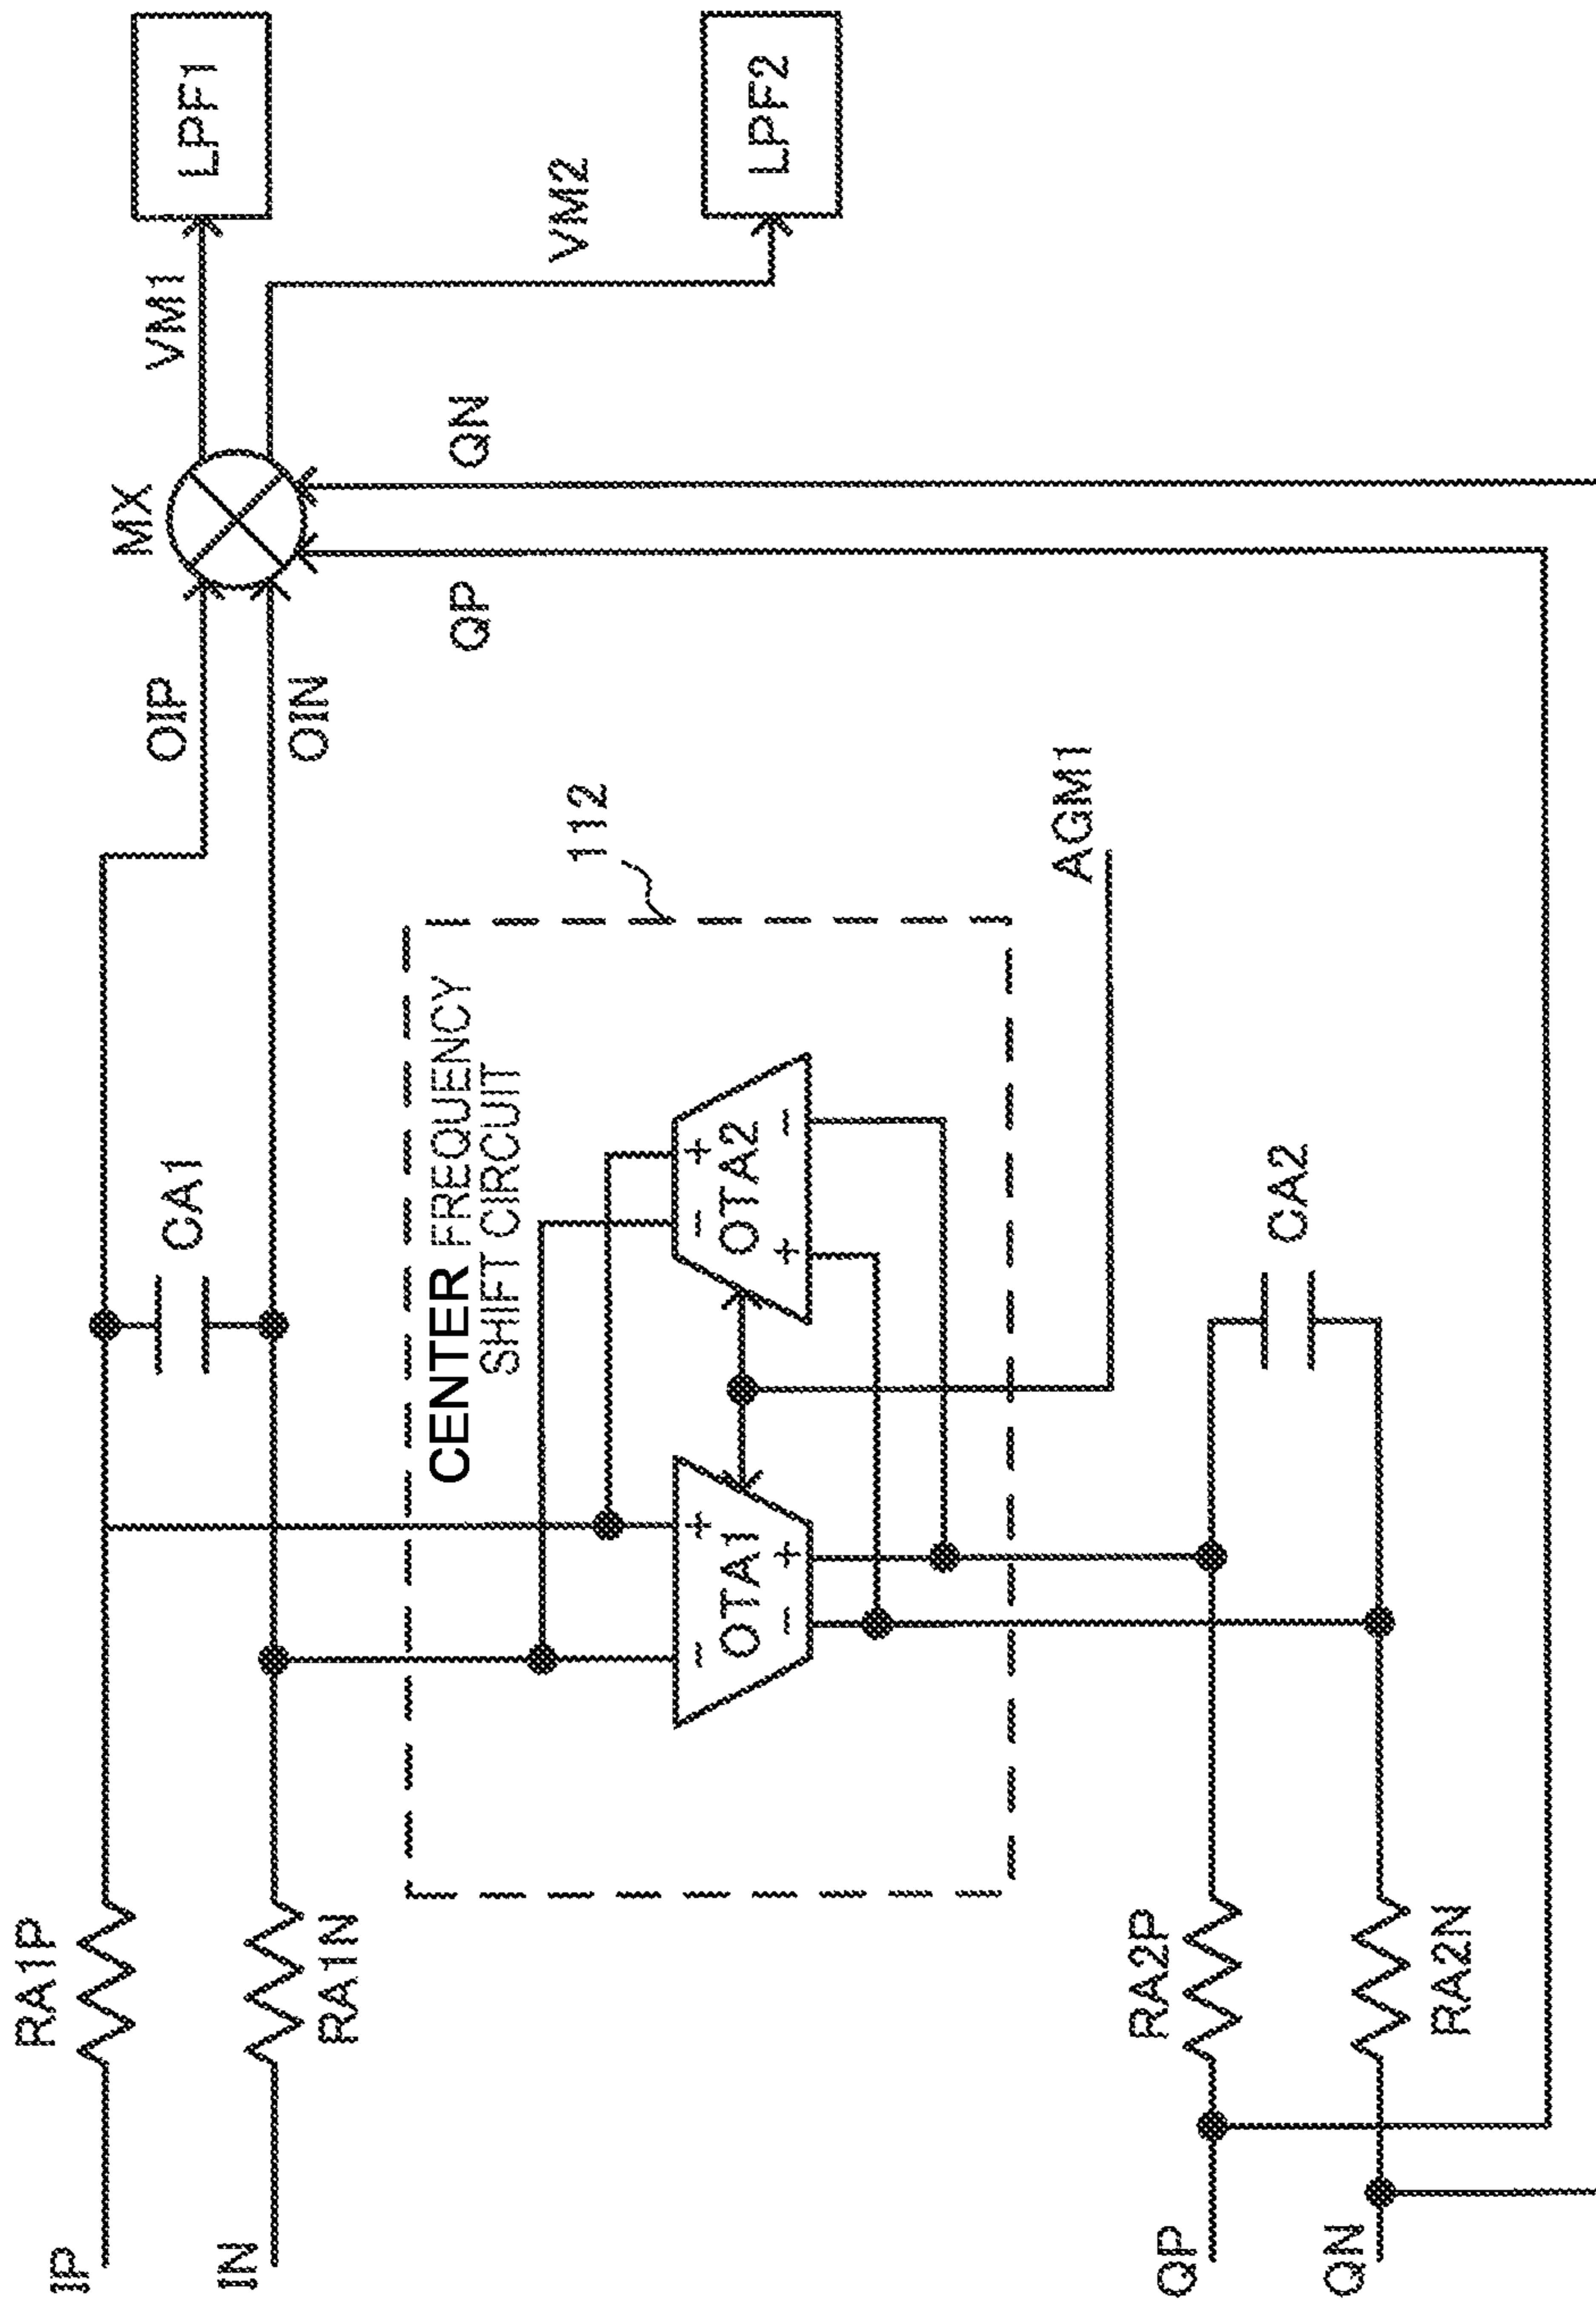 IP
RA1P
IN
RA1N
CA1
OIP
OIN
MX
VM1
LPF1
VM2
LPF2
QP
QN
CENTER FREQUENCY
SHIFT CIRCUIT
112
- +
OTA1
- +
- +
OTA2
+ -
AGM1
QP
RA2P
QN
RA2N
CA2